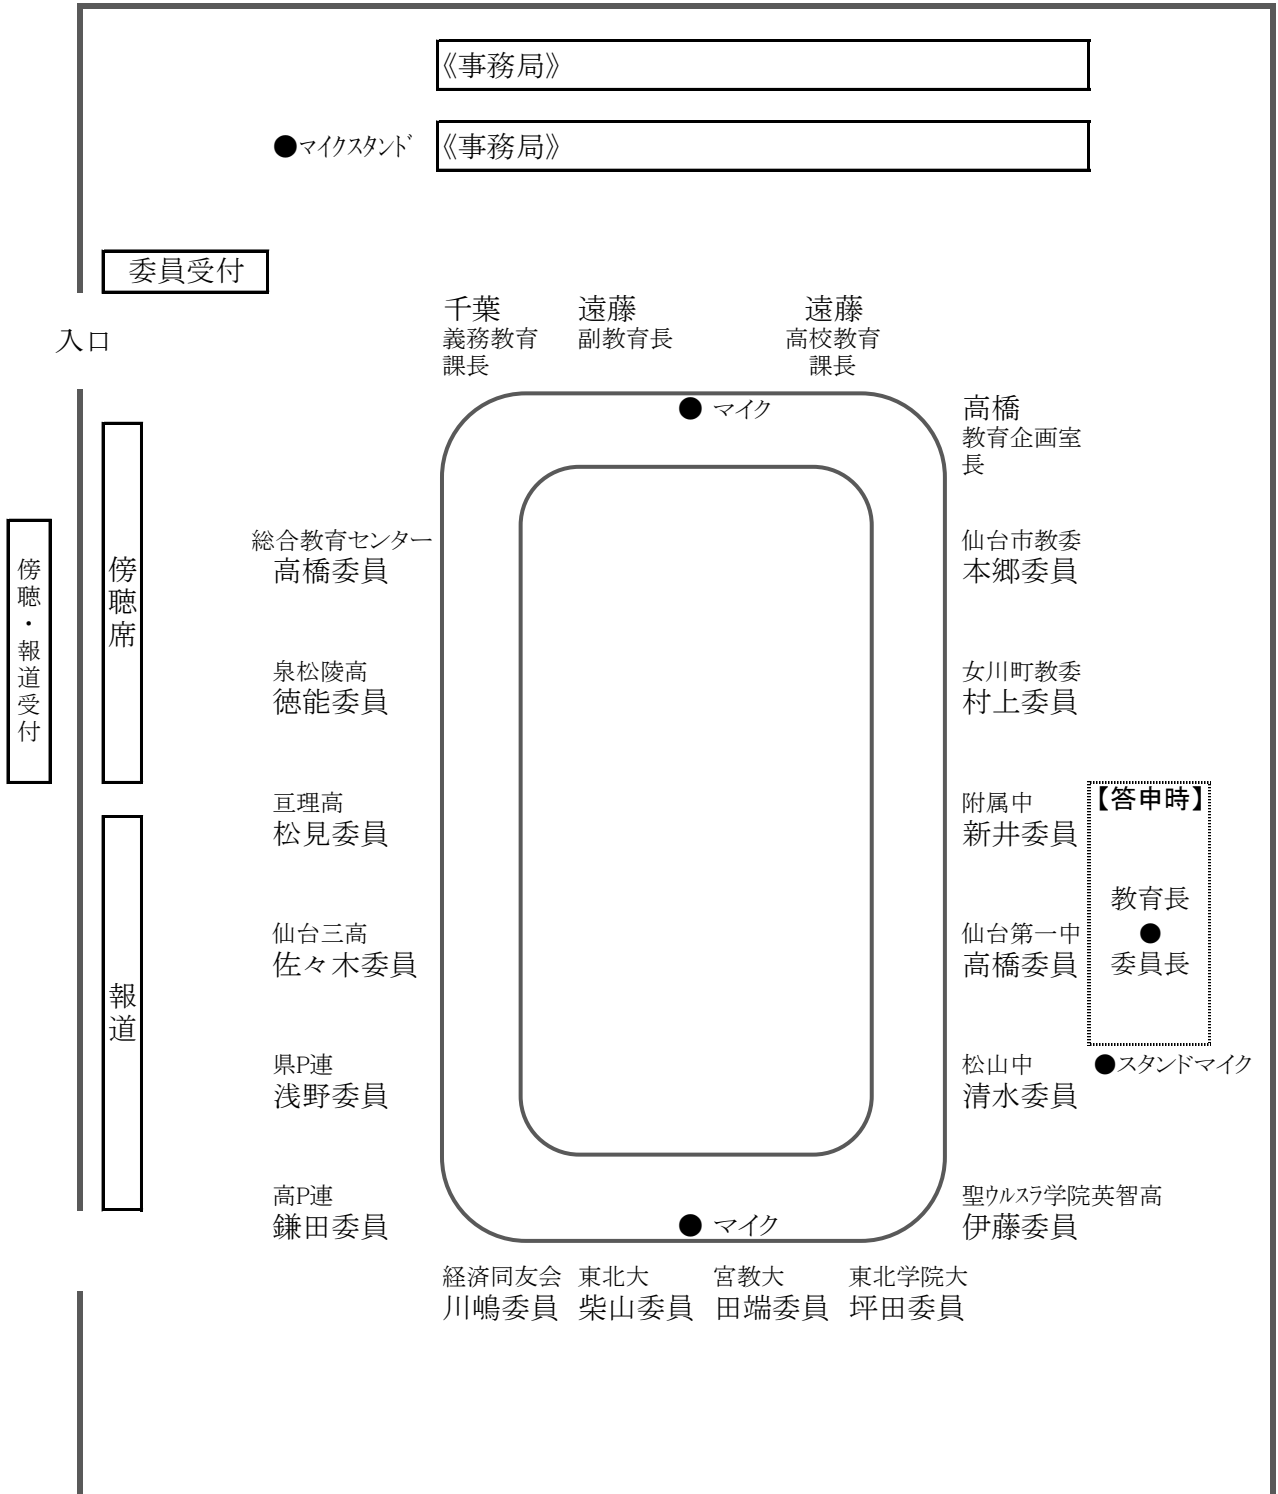 《事務局》
●マイクスタンド
《事務局》
委員受付
入口
千葉
義務教育
課長
遠藤
副教育長
遠藤
高校教育
課長
● マイク
高橋
教育企画室
長
傍聴・報道受付
傍聴席
報道
総合教育センター
高橋委員
仙台市教委
本郷委員
泉松陵高
徳能委員
女川町教委
村上委員
亘理高
松見委員
附属中
新井委員
【答申時】
教育長
●
委員長
仙台三高
佐々木委員
仙台第一中
高橋委員
県P連
浅野委員
松山中
清水委員
●スタンドマイク
高P連
鎌田委員
聖ウルスラ学院英智高
伊藤委員
● マイク
経済同友会
川嶋委員
東北大
柴山委員
宮教大
田端委員
東北学院大
坪田委員